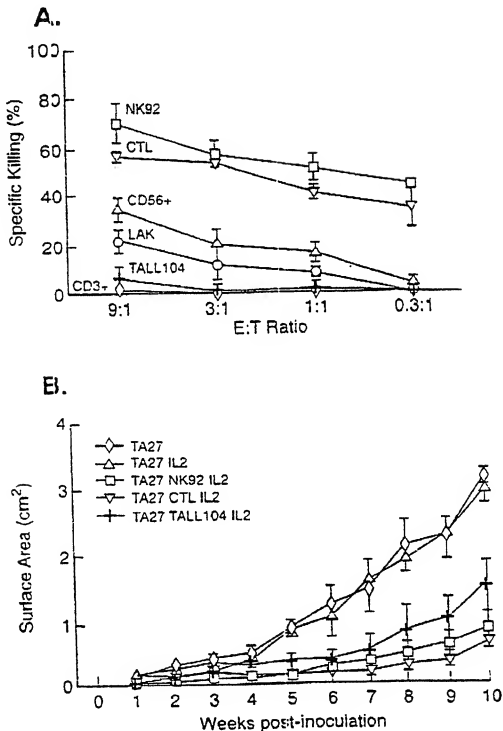 A.
Specific Killing (%)
100
80
60
40
20
0
NK92
CTL
CD56+
LAK
TALL104
CD3+
9:1 3:1 1:1 0.3:1
E:T Ratio
B.
Surface Area (cm²)
4
3
2
1
0
TA27
TA27 IL2
TA27 NK92 IL2
TA27 CTL IL2
TA27 TALL104 IL2
0 1 2 3 4 5 6 7 8 9 10
Weeks post-inoculation